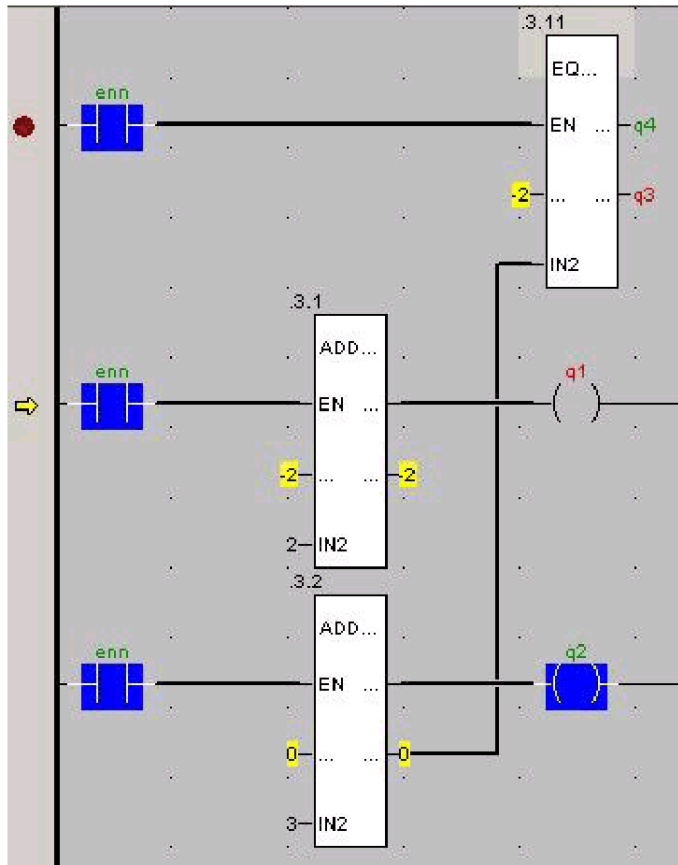 .3.11
EQ...
enn
EN ... q4
-2 ... ... q3
IN2
.3.1
ADD...
enn
q1
EN ...
-2 ... ... -2
2 IN2
.3.2
ADD...
enn
q2
EN ...
0 ... ... 0
3 IN2